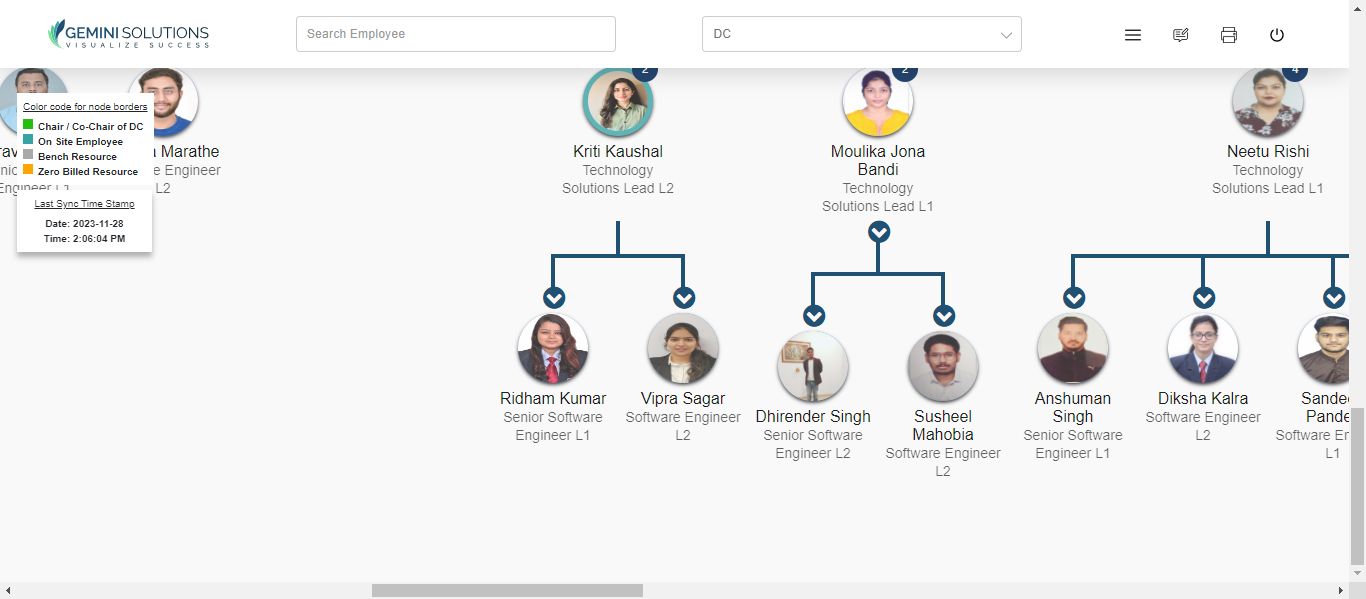 GEMINI SOLUTIONS
VISUALIZE SUCCESS
Search Employee
DC
2
2
4
Color code for node borders
Chair / Co-Chair of DC
On Site Employee
Bench Resource
Zero Billed Resource
Last Sync Time Stamp
Date: 2023-11-28
Time: 2:06:04 PM
Marathe
Engineer
L2
Kriti Kaushal
Technology
Solutions Lead L2
Moulika Jona
Bandi
Technology
Solutions Lead L1
Neetu Rishi
Technology
Solutions Lead L1
Ridham Kumar
Senior Software
Engineer L1
Vipra Sagar
Software Engineer
L2
Dhirender Singh
Senior Software
Engineer L2
Susheel
Mahobia
Software Engineer
L2
Anshuman
Singh
Senior Software
Engineer L1
Diksha Kalra
Software Engineer
L2
Sandee
Pande
Software Er
L1